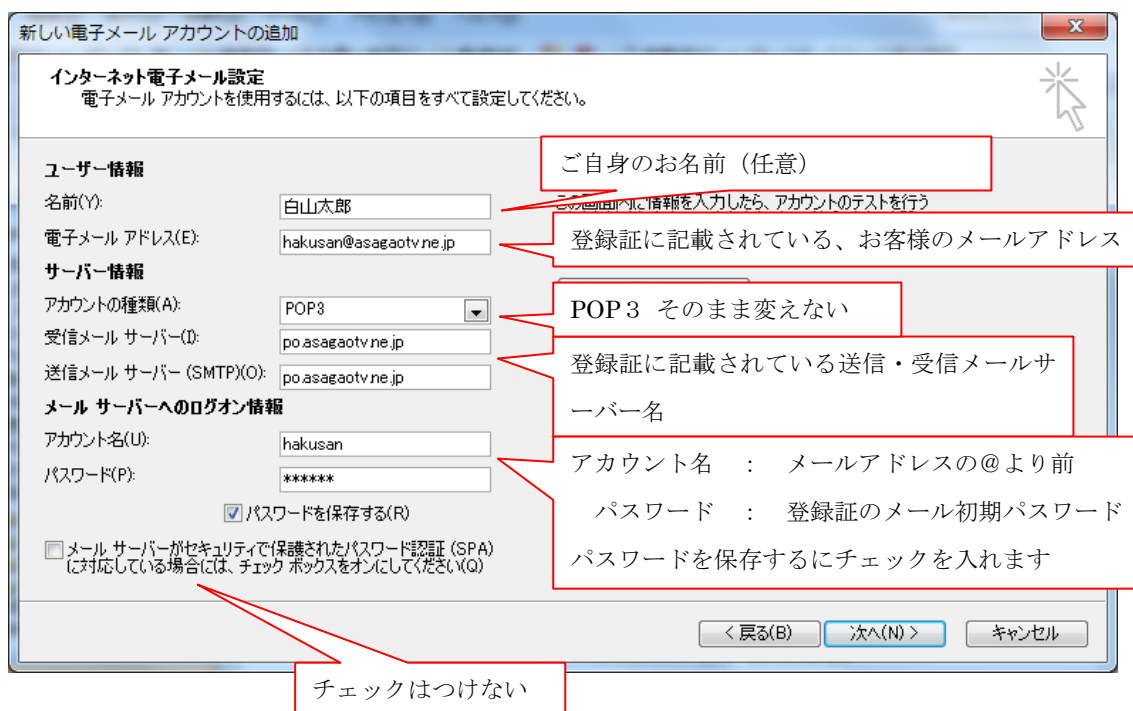 新しい電子メール アカウントの追加
インターネット電子メール設定
電子メール アカウントを使用するには、以下の項目をすべて設定してください。
ユーザー情報
ご自身のお名前（任意）
名前(Y):
白山太郎
この画面内に情報を入力したら、アカウントのテストを行う
電子メール アドレス(E):
hakusan@asagaotv.ne.jp
登録証に記載されている、お客様のメールアドレス
サーバー情報
アカウントの種類(A):
POP3
POP３ そのまま変えない
受信メール サーバー(I):
po.asagaotv.ne.jp
送信メール サーバー (SMTP)(O):
po.asagaotv.ne.jp
登録証に記載されている送信・受信メールサ
ーバー名
メール サーバーへのログオン情報
アカウント名(U):
hakusan
パスワード(P):
******
アカウント名 ： メールアドレスの＠より前
パスワード ： 登録証のメール初期パスワード
パスワードを保存するにチェックを入れます
パスワードを保存する(R)
メール サーバーがセキュリティで保護されたパスワード認証 (SPA)
に対応している場合には、チェック ボックスをオンにしてください(Q)
< 戻る(B)
次へ(N) >
キャンセル
チェックはつけない